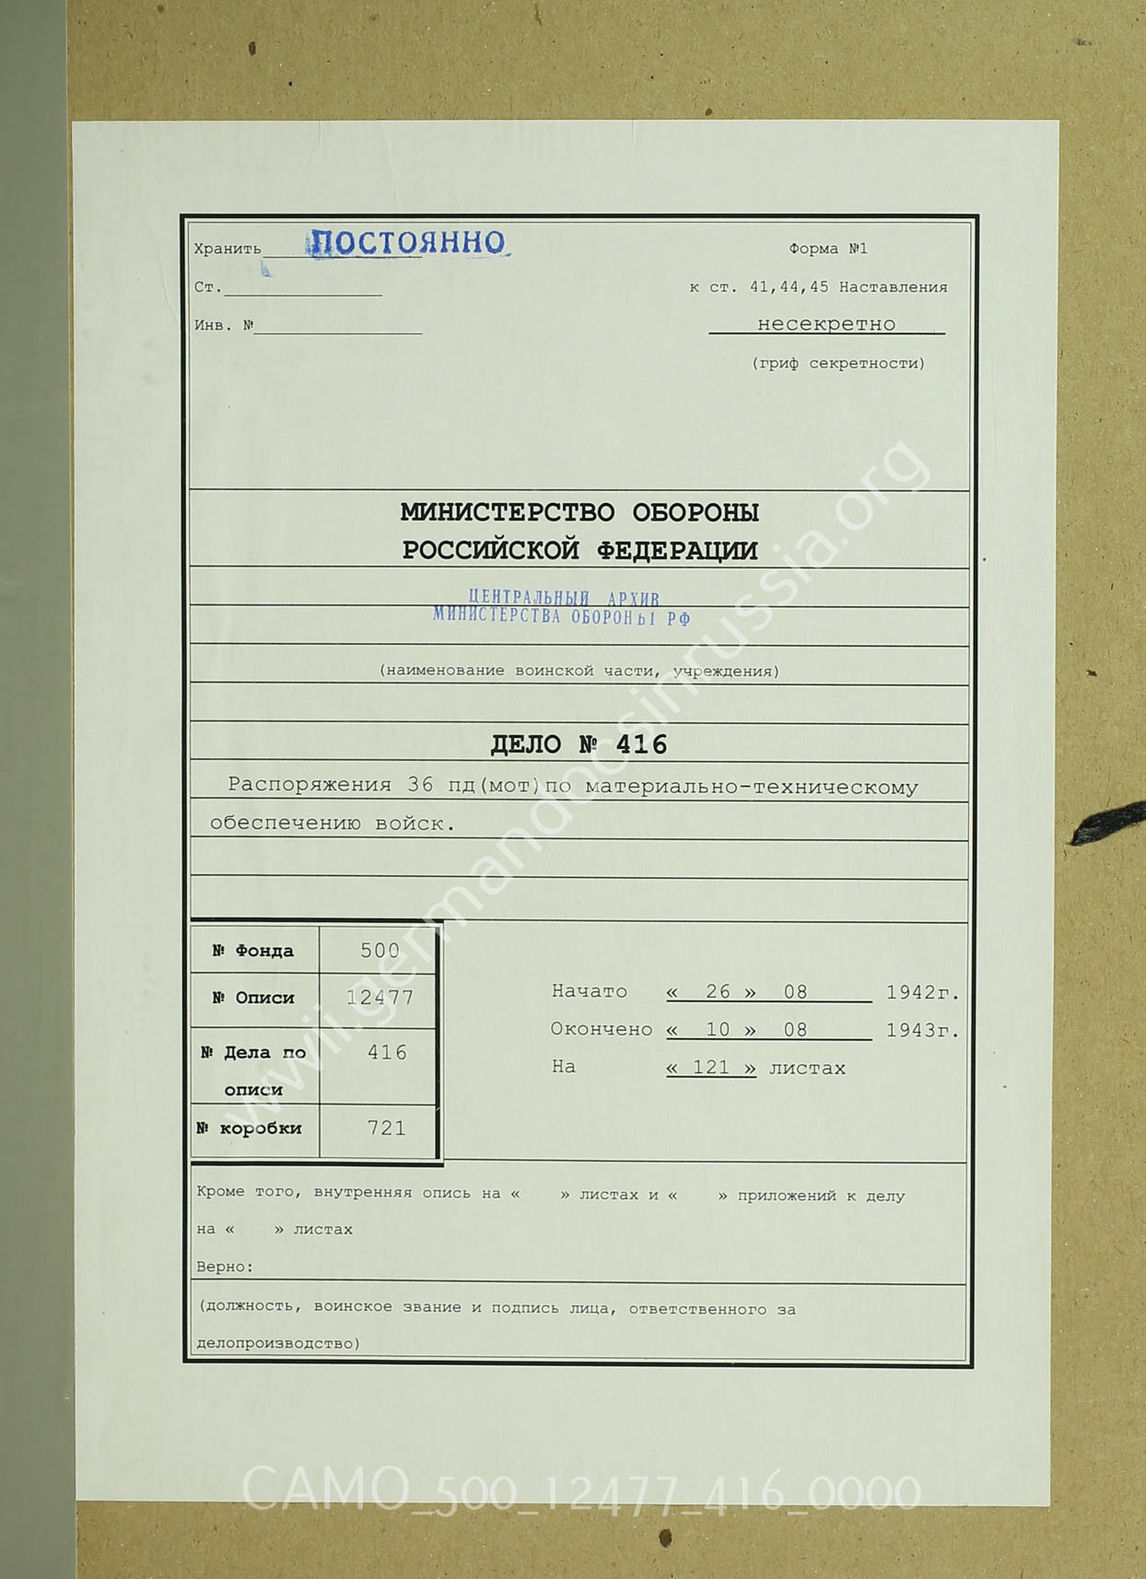 Хранить ПОСТОЯННО
Форма №1
Ст.
к ст. 41,44,45 Наставления
Инв. №
несекретно
(гриф секретности)
МИНИСТЕРСТВО ОБОРОНЫ
РОССИЙСКОЙ ФЕДЕРАЦИИ
ЦЕНТРАЛЬНЫЙ АРХИВ
МИНИСТЕРСТВА ОБОРОНЫ РФ
(наименование воинской части, учреждения)
ДЕЛО № 416
Распоряжения 36 пд(мот)по материально-техническому
обеспечению войск.
№ Фонда 500
№ Описи 12477
№ Дела по 416
описи
№ коробки 721
Начато « 26 » 08 1942г.
Окончено « 10 » 08 1943г.
На « 121 » листах
Кроме того, внутренняя опись на « » листах и « » приложений к делу
на « » листах
Верно:
(должность, воинское звание и подпись лица, ответственного за
делопроизводство)
wwii.germandocsinrussia.org
CAMO_500_12477_416_0000